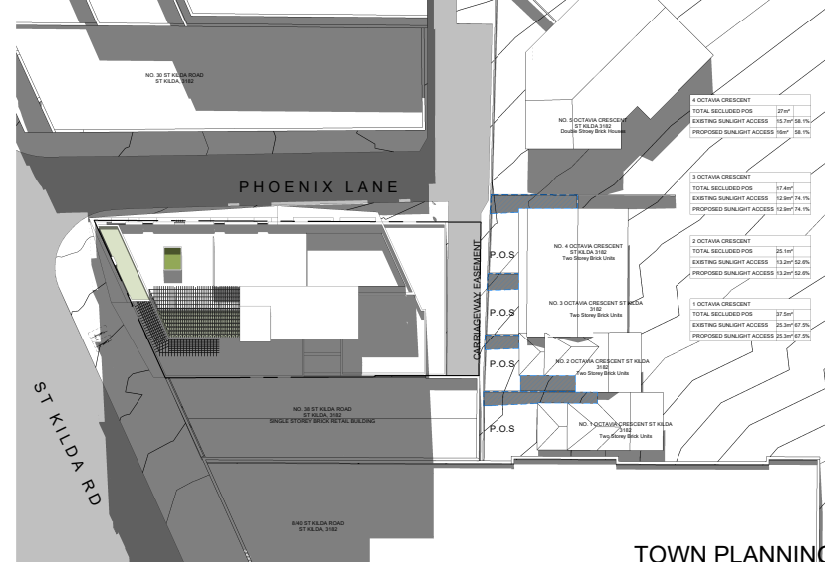 NO. 30 ST KILDA ROAD
ST KILDA, 3182
NO. 5 OCTAVIA CRESCENT
ST KILDA 3182
Double Stroey Brick Houses
4 OCTAVIA CRESCENT
TOTAL SECLUDED POS 27m²
EXISTING SUNLIGHT ACCESS 15.7m² 58.1%
PROPOSED SUNLIGHT ACCESS 16m² 58.1%
PHOENIX LANE
3 OCTAVIA CRESCENT
TOTAL SECLUDED POS 17.4m²
EXISTING SUNLIGHT ACCESS 12.9m² 74.1%
PROPOSED SUNLIGHT ACCESS 12.9m² 74.1%
CARRIAGEWAY EASEMENT
P.O.S
NO. 4 OCTAVIA CRESCENT
ST KILDA 3182
Two Storey Brick Units
2 OCTAVIA CRESCENT
TOTAL SECLUDED POS 25.1m²
EXISTING SUNLIGHT ACCESS 13.2m² 52.6%
PROPOSED SUNLIGHT ACCESS 13.2m² 52.6%
P.O.S
NO. 3 OCTAVIA CRESCENT ST KILDA
3182
Two Storey Brick Units
1 OCTAVIA CRESCENT
TOTAL SECLUDED POS 37.5m²
EXISTING SUNLIGHT ACCESS 25.3m² 67.5%
PROPOSED SUNLIGHT ACCESS 25.3m² 67.5%
P.O.S
NO. 2 OCTAVIA CRESCENT ST KILDA
3182
Two Storey Brick Units
ST KILDA RD
NO. 38 ST KILDA ROAD
ST KILDA, 3182
SINGLE STOREY BRICK RETAIL BUILDING
P.O.S
NO. 1 OCTAVIA CRESCENT ST KILDA
3182
Two Storey Brick Units
8/40 ST KILDA ROAD
ST KILDA, 3182
TOWN PLANNING